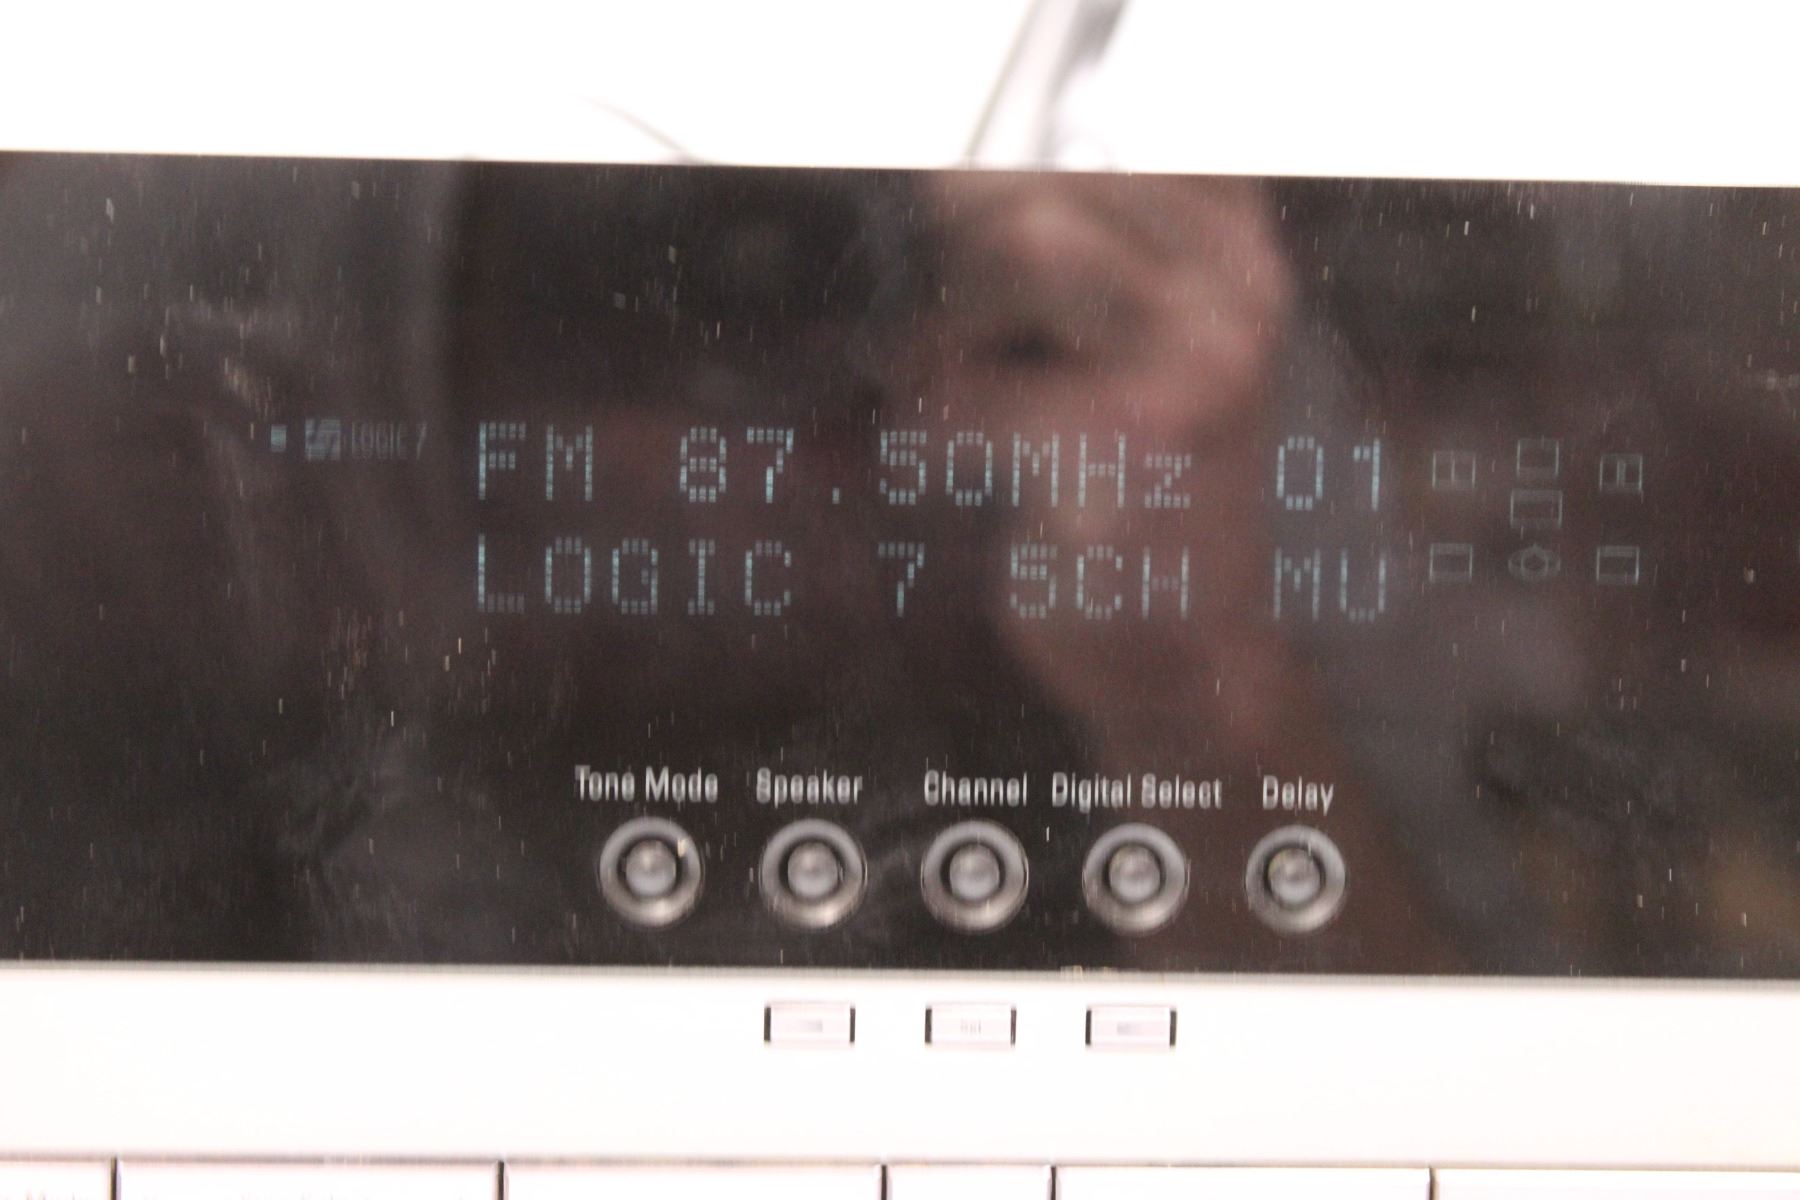 LOGIC 7
FM 87.50MHz 01
LOGIC 7 5CH MU
Tone Mode Speaker Channel Digital Select Delay